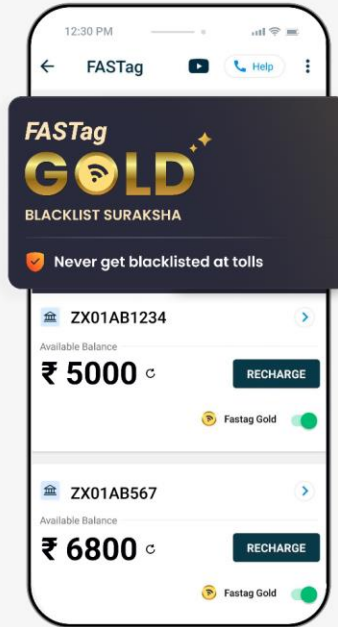 12:30 PM
FASTag
Help
FASTag
GOLD
BLACKLIST SURAKSHA
Never get blacklisted at tolls
ZX01AB1234
Available Balance
₹ 5000
RECHARGE
Fastag Gold
ZX01AB567
Available Balance
₹ 6800
RECHARGE
Fastag Gold